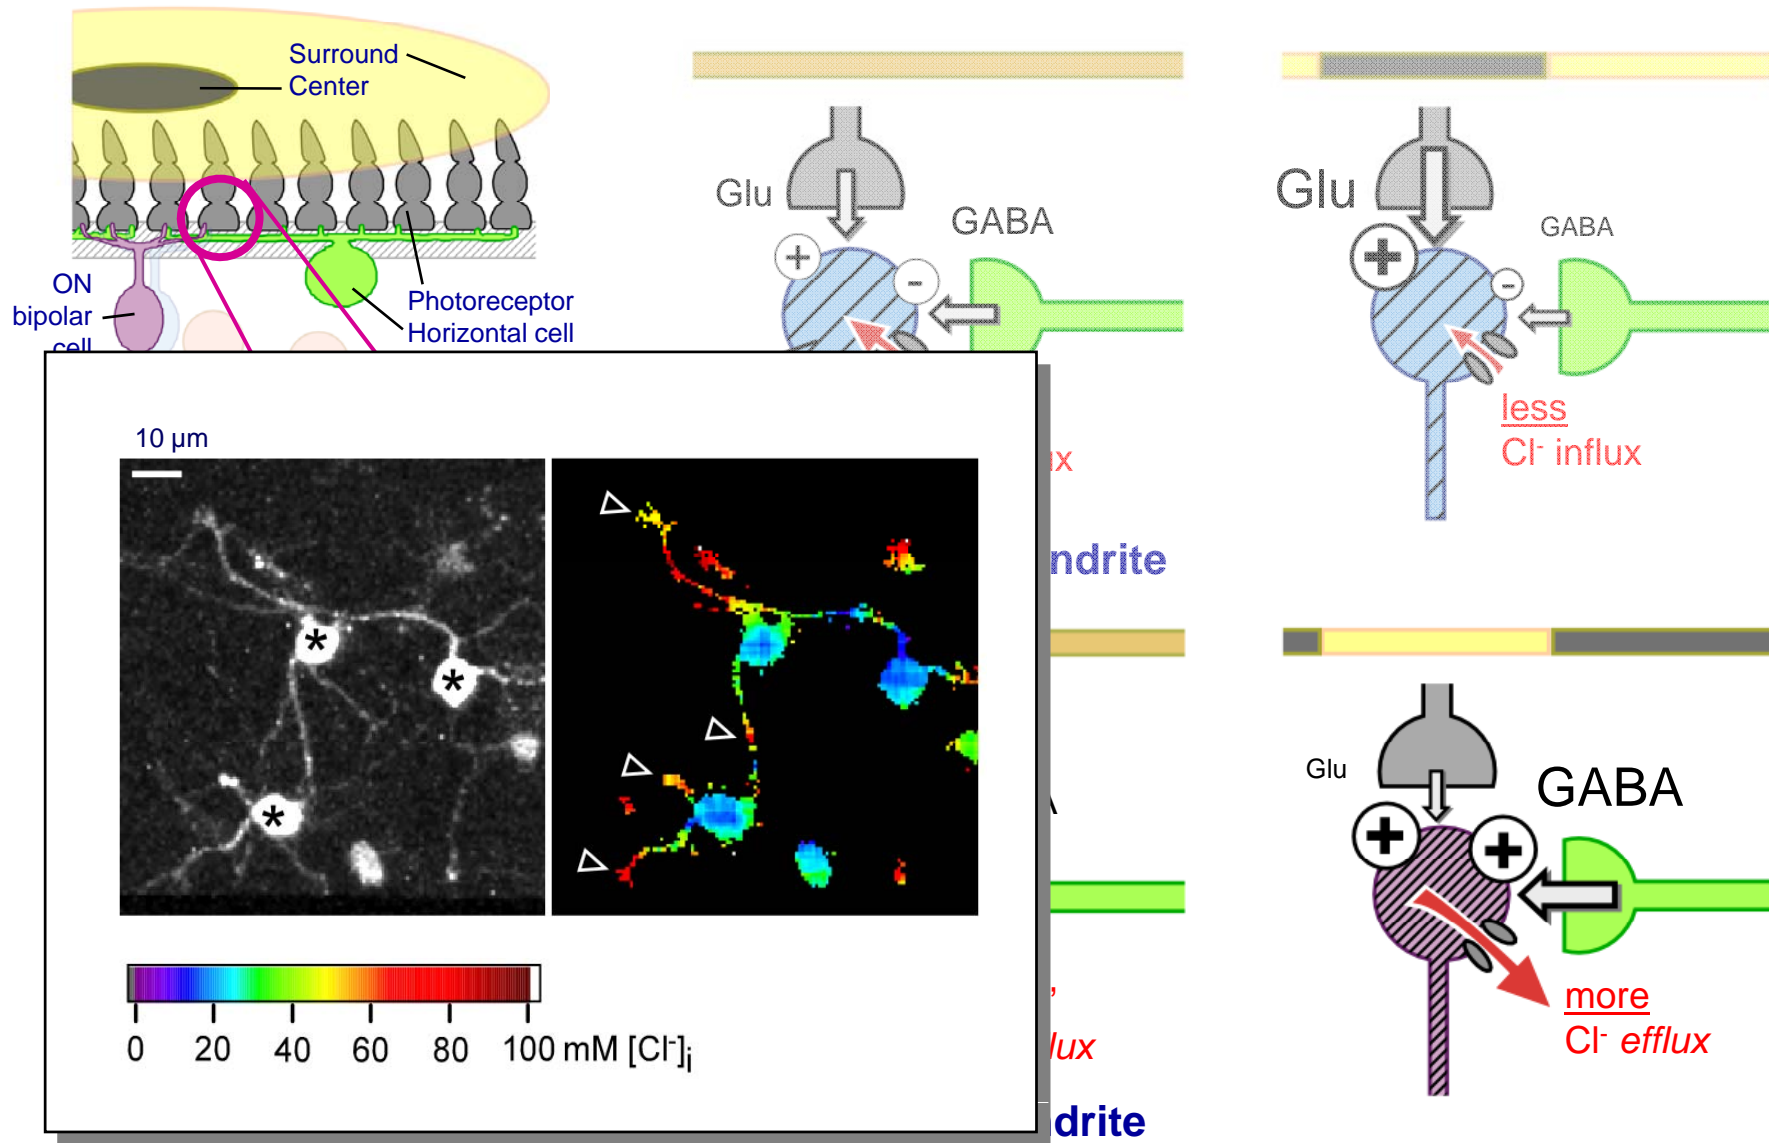 Surround
Center
ON
bipolar
cell
Photoreceptor
Horizontal cell
Glu
GABA
Glu
GABA
less
Cl⁻ influx
ndrite
10 µm
*
*
*
0 20 40 60 80 100 mM [Cl⁻]i
Glu
GABA
more
Cl⁻ efflux
lux
drite